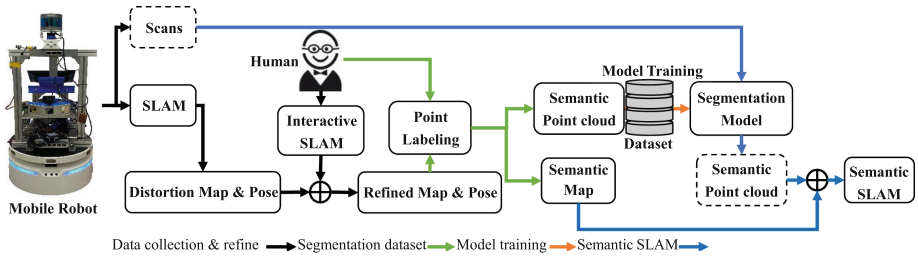 Scans
Human
Model Training
SLAM
Interactive
SLAM
Point
Labeling
Semantic
Point cloud
Dataset
Segmentation
Model
Distortion Map & Pose
Refined Map & Pose
Semantic
Map
Semantic
Point cloud
Semantic
SLAM
Mobile Robot
Data collection & refine
Segmentation dataset
Model training
Semantic SLAM